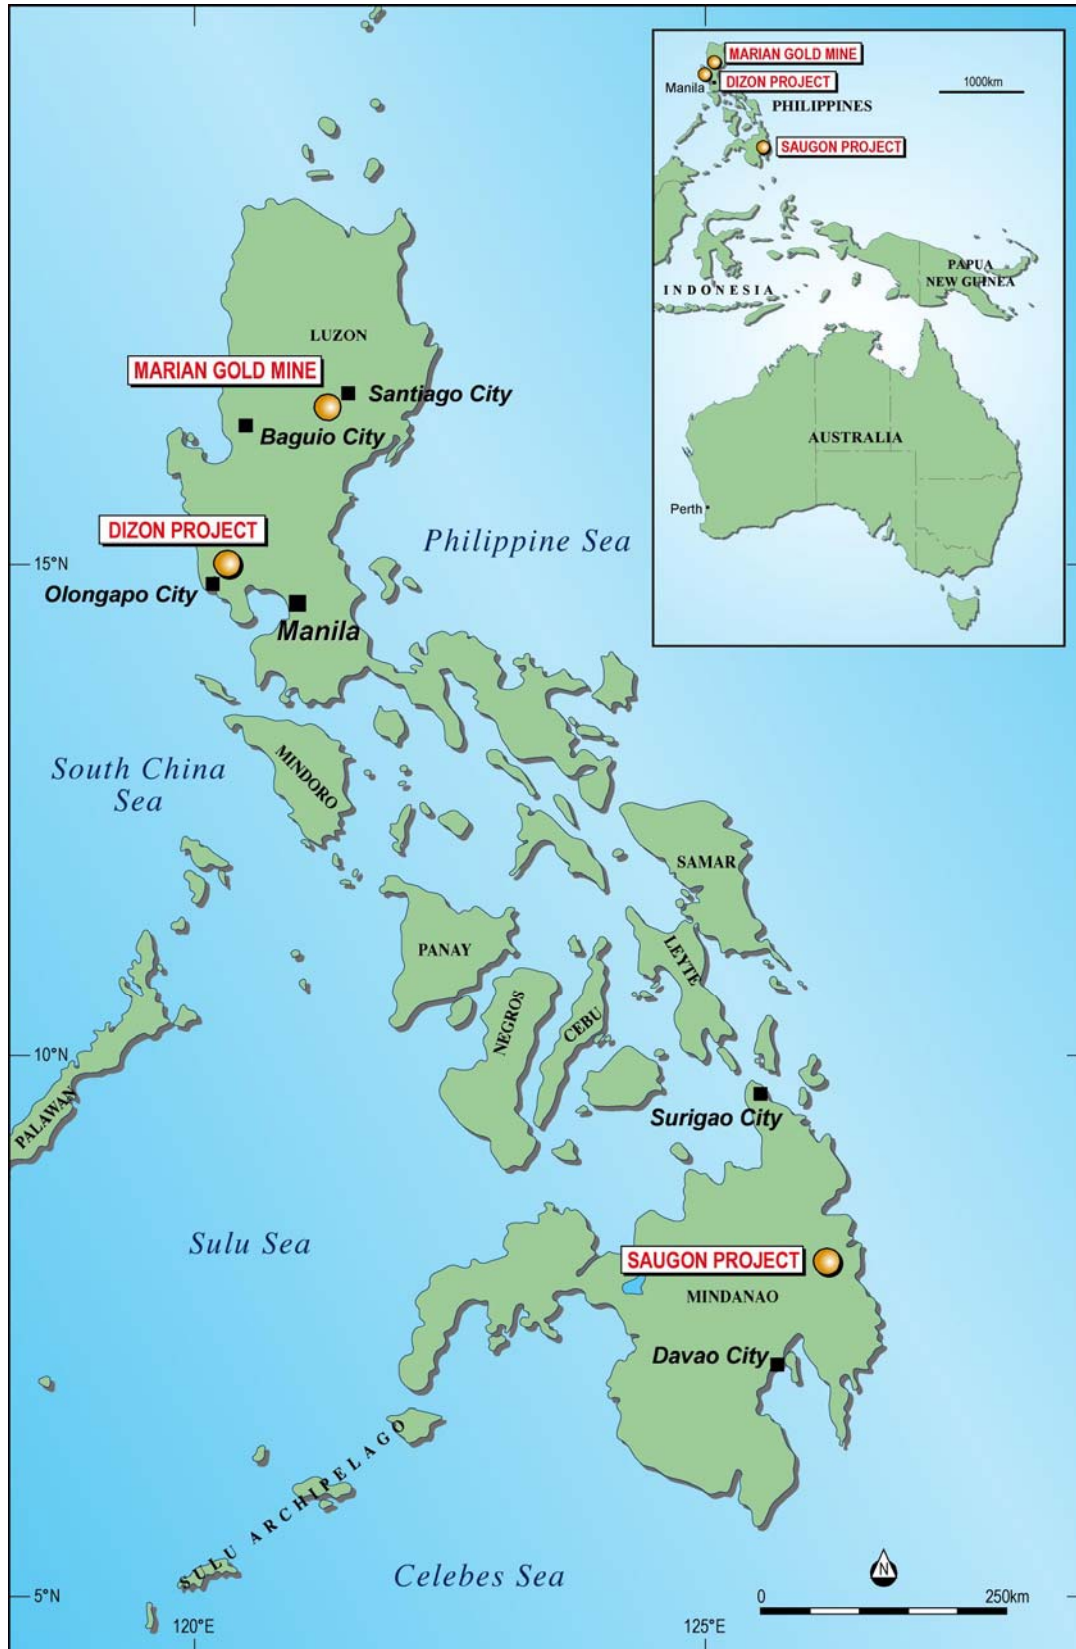 MARIAN GOLD MINE
Manila
DIZON PROJECT
1000km
PHILIPPINES
SAUGON PROJECT
PAPUA
NEW GUINEA
INDONESIA
AUSTRALIA
Perth
LUZON
MARIAN GOLD MINE
Santiago City
Baguio City
DIZON PROJECT
Philippine Sea
15°N
Olongapo City
Manila
South China
Sea
MINDORO
SAMAR
PANAY
LEYTE
NEGROS
CEBU
10°N
PALAWAN
Surigao City
Sulu Sea
SAUGON PROJECT
MINDANAO
Davao City
SULU ARCHIPELAGO
Celebes Sea
N
5°N
0
250km
120°E
125°E